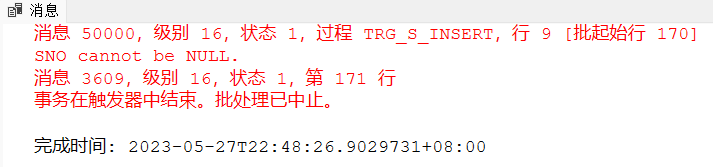 消息
消息 50000，级别 16，状态 1，过程 TRG_S_INSERT，行 9 [批起始行 170]
SNO cannot be NULL.
消息 3609，级别 16，状态 1，第 171 行
事务在触发器中结束。批处理已中止。
完成时间: 2023-05-27T22:48:26.9029731+08:00